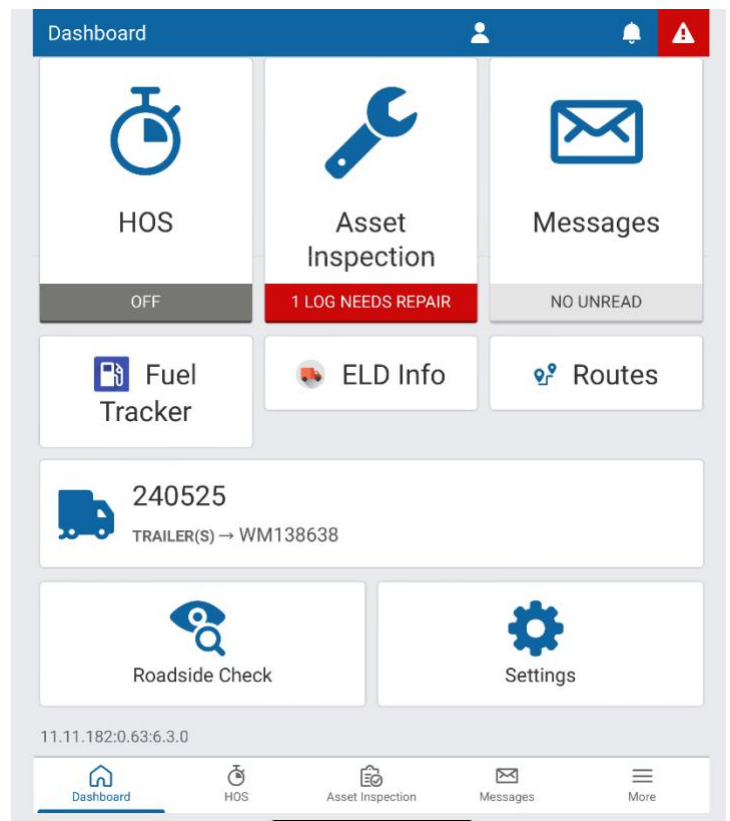 Dashboard
HOS
OFF
Asset
Inspection
1 LOG NEEDS REPAIR
Messages
NO UNREAD
Fuel
Tracker
ELD Info
Routes
240525
TRAILER(S) → WM138638
Roadside Check
Settings
11.11.182:0.63:6.3.0
Dashboard
HOS
Asset Inspection
Messages
More